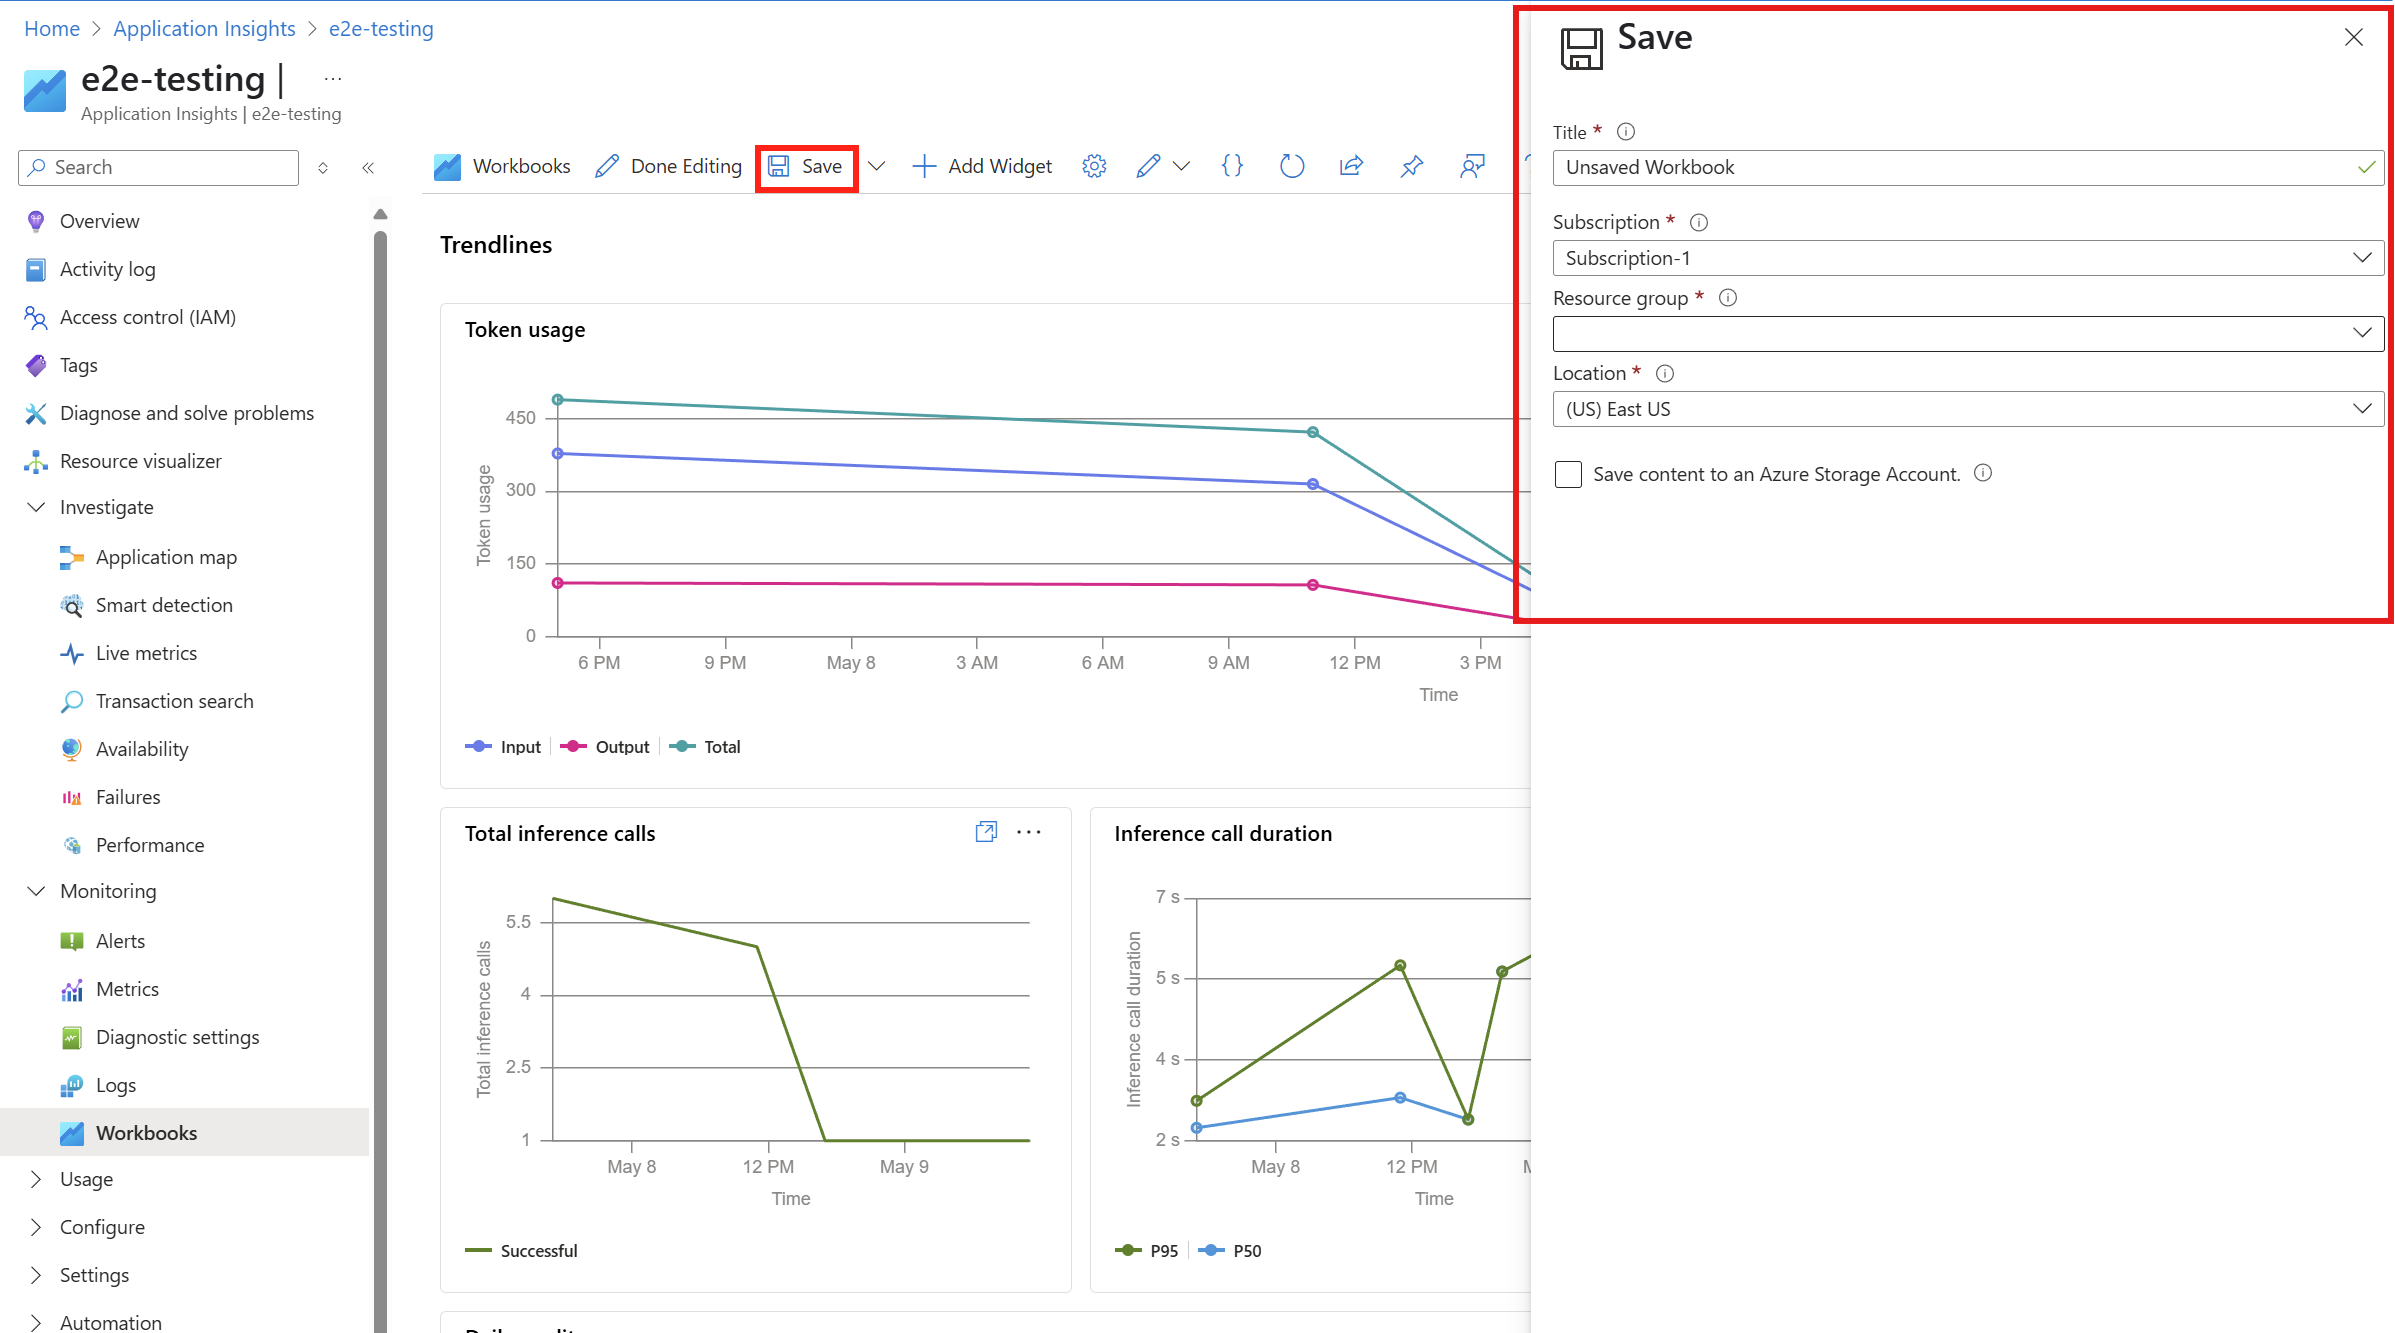 Home > Application Insights > e2e-testing
e2e-testing | ...
Application Insights | e2e-testing
Search
Overview
Activity log
Access control (IAM)
Tags
Diagnose and solve problems
Resource visualizer
Investigate
Application map
Smart detection
Live metrics
Transaction search
Availability
Failures
Performance
Monitoring
Alerts
Metrics
Diagnostic settings
Logs
Workbooks
Usage
Configure
Settings
Automation
Workbooks Done Editing Save Add Widget {}
Trendlines
Token usage
Token usage
450
300
150
0
6 PM 9 PM May 8 3 AM 6 AM 9 AM 12 PM 3 PM
Time
Input Output Total
Total inference calls
Total inference calls
5.5
4
2.5
1
May 8 12 PM May 9
Time
Successful
Inference call duration
Inference call duration
7 s
5 s
4 s
2 s
May 8 12 PM
Time
P95 P50
Save
Title *
Unsaved Workbook
Subscription *
Subscription-1
Resource group *
Location *
(US) East US
Save content to an Azure Storage Account.